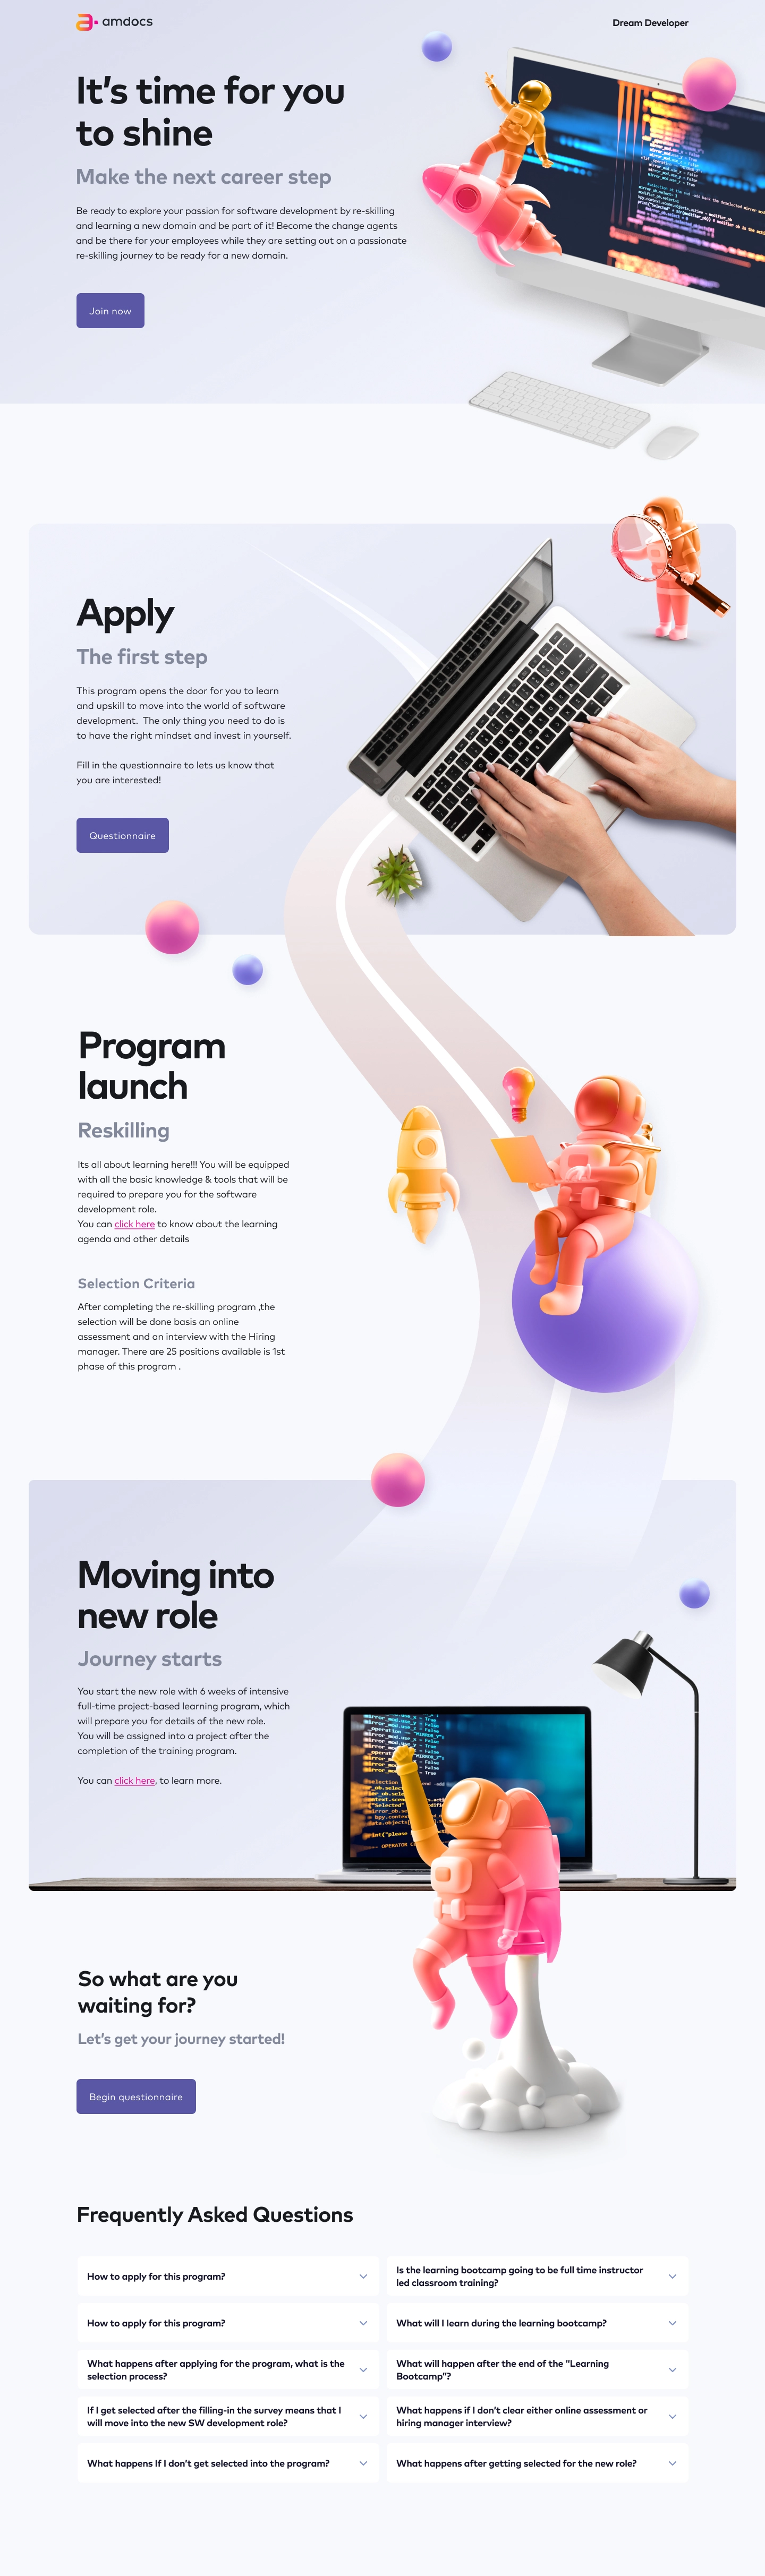 amdocs
Dream Developer
It's time for you
to shine
Make the next career step
Be ready to explore your passion for software development by re-skilling
and learning a new domain and be part of it! Become the change agents
and be there for your employees while they are setting out on a passionate
re-skilling journey to be ready for a new domain.
Join now
Apply
The first step
This program opens the door for you to learn
and upskill to move into the world of software
development.  The only thing you need to do is
to have the right mindset and invest in yourself.
Fill in the questionnaire to lets us know that
you are interested!
Questionnaire
Program
launch
Reskilling
Its all about learning here!!! You will be equipped
with all the basic knowledge & tools that will be
required to prepare you for the software
development role.
You can click here to know about the learning
agenda and other details
Selection Criteria
After completing the re-skilling program ,the
selection will be done basis an online
assessment and an interview with the Hiring
manager. There are 25 positions available is 1st
phase of this program .
Moving into
new role
Journey starts
You start the new role with 6 weeks of intensive
full-time project-based learning program, which
will prepare you for details of the new role.
You will be assigned into a project after the
completion of the training program.
You can click here, to learn more.
So what are you
waiting for?
Let's get your journey started!
Begin questionnaire
Frequently Asked Questions
How to apply for this program?
Is the learning bootcamp going to be full time instructor
led classroom training?
How to apply for this program?
What will I learn during the learning bootcamp?
What happens after applying for the program, what is the
selection process?
What will happen after the end of the "Learning
Bootcamp"?
If I get selected after the filling-in the survey means that I
will move into the new SW development role?
What happens if I don't clear either online assessment or
hiring manager interview?
What happens If I don't get selected into the program?
What happens after getting selected for the new role?